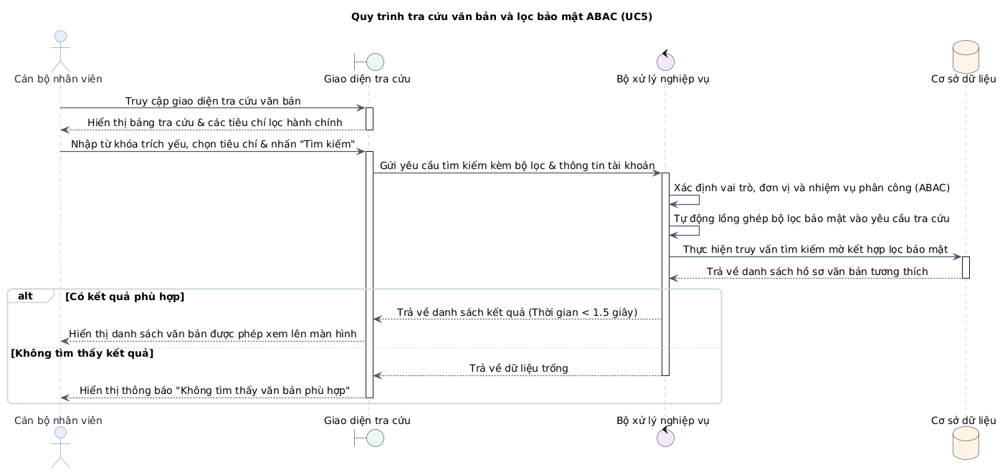 Quy trình tra cứu văn bản và lọc bảo mật ABAC (UC5)
Cán bộ nhân viên
Giao diện tra cứu
Bộ xử lý nghiệp vụ
Cơ sở dữ liệu
Truy cập giao diện tra cứu văn bản
Hiển thị bảng tra cứu & các tiêu chí lọc hành chính
Nhập từ khóa trích yếu, chọn tiêu chí & nhấn "Tìm kiếm"
Gửi yêu cầu tìm kiếm kèm bộ lọc & thông tin tài khoản
Xác định vai trò, đơn vị và nhiệm vụ phân công (ABAC)
Tự động lồng ghép bộ lọc bảo mật vào yêu cầu tra cứu
Thực hiện truy vấn tìm kiếm mờ kết hợp lọc bảo mật
Trả về danh sách hồ sơ văn bản tương thích
alt [Có kết quả phù hợp]
Trả về danh sách kết quả (Thời gian < 1.5 giây)
Hiển thị danh sách văn bản được phép xem lên màn hình
[Không tìm thấy kết quả]
Trả về dữ liệu trống
Hiển thị thông báo "Không tìm thấy văn bản phù hợp"
Cán bộ nhân viên
Giao diện tra cứu
Bộ xử lý nghiệp vụ
Cơ sở dữ liệu